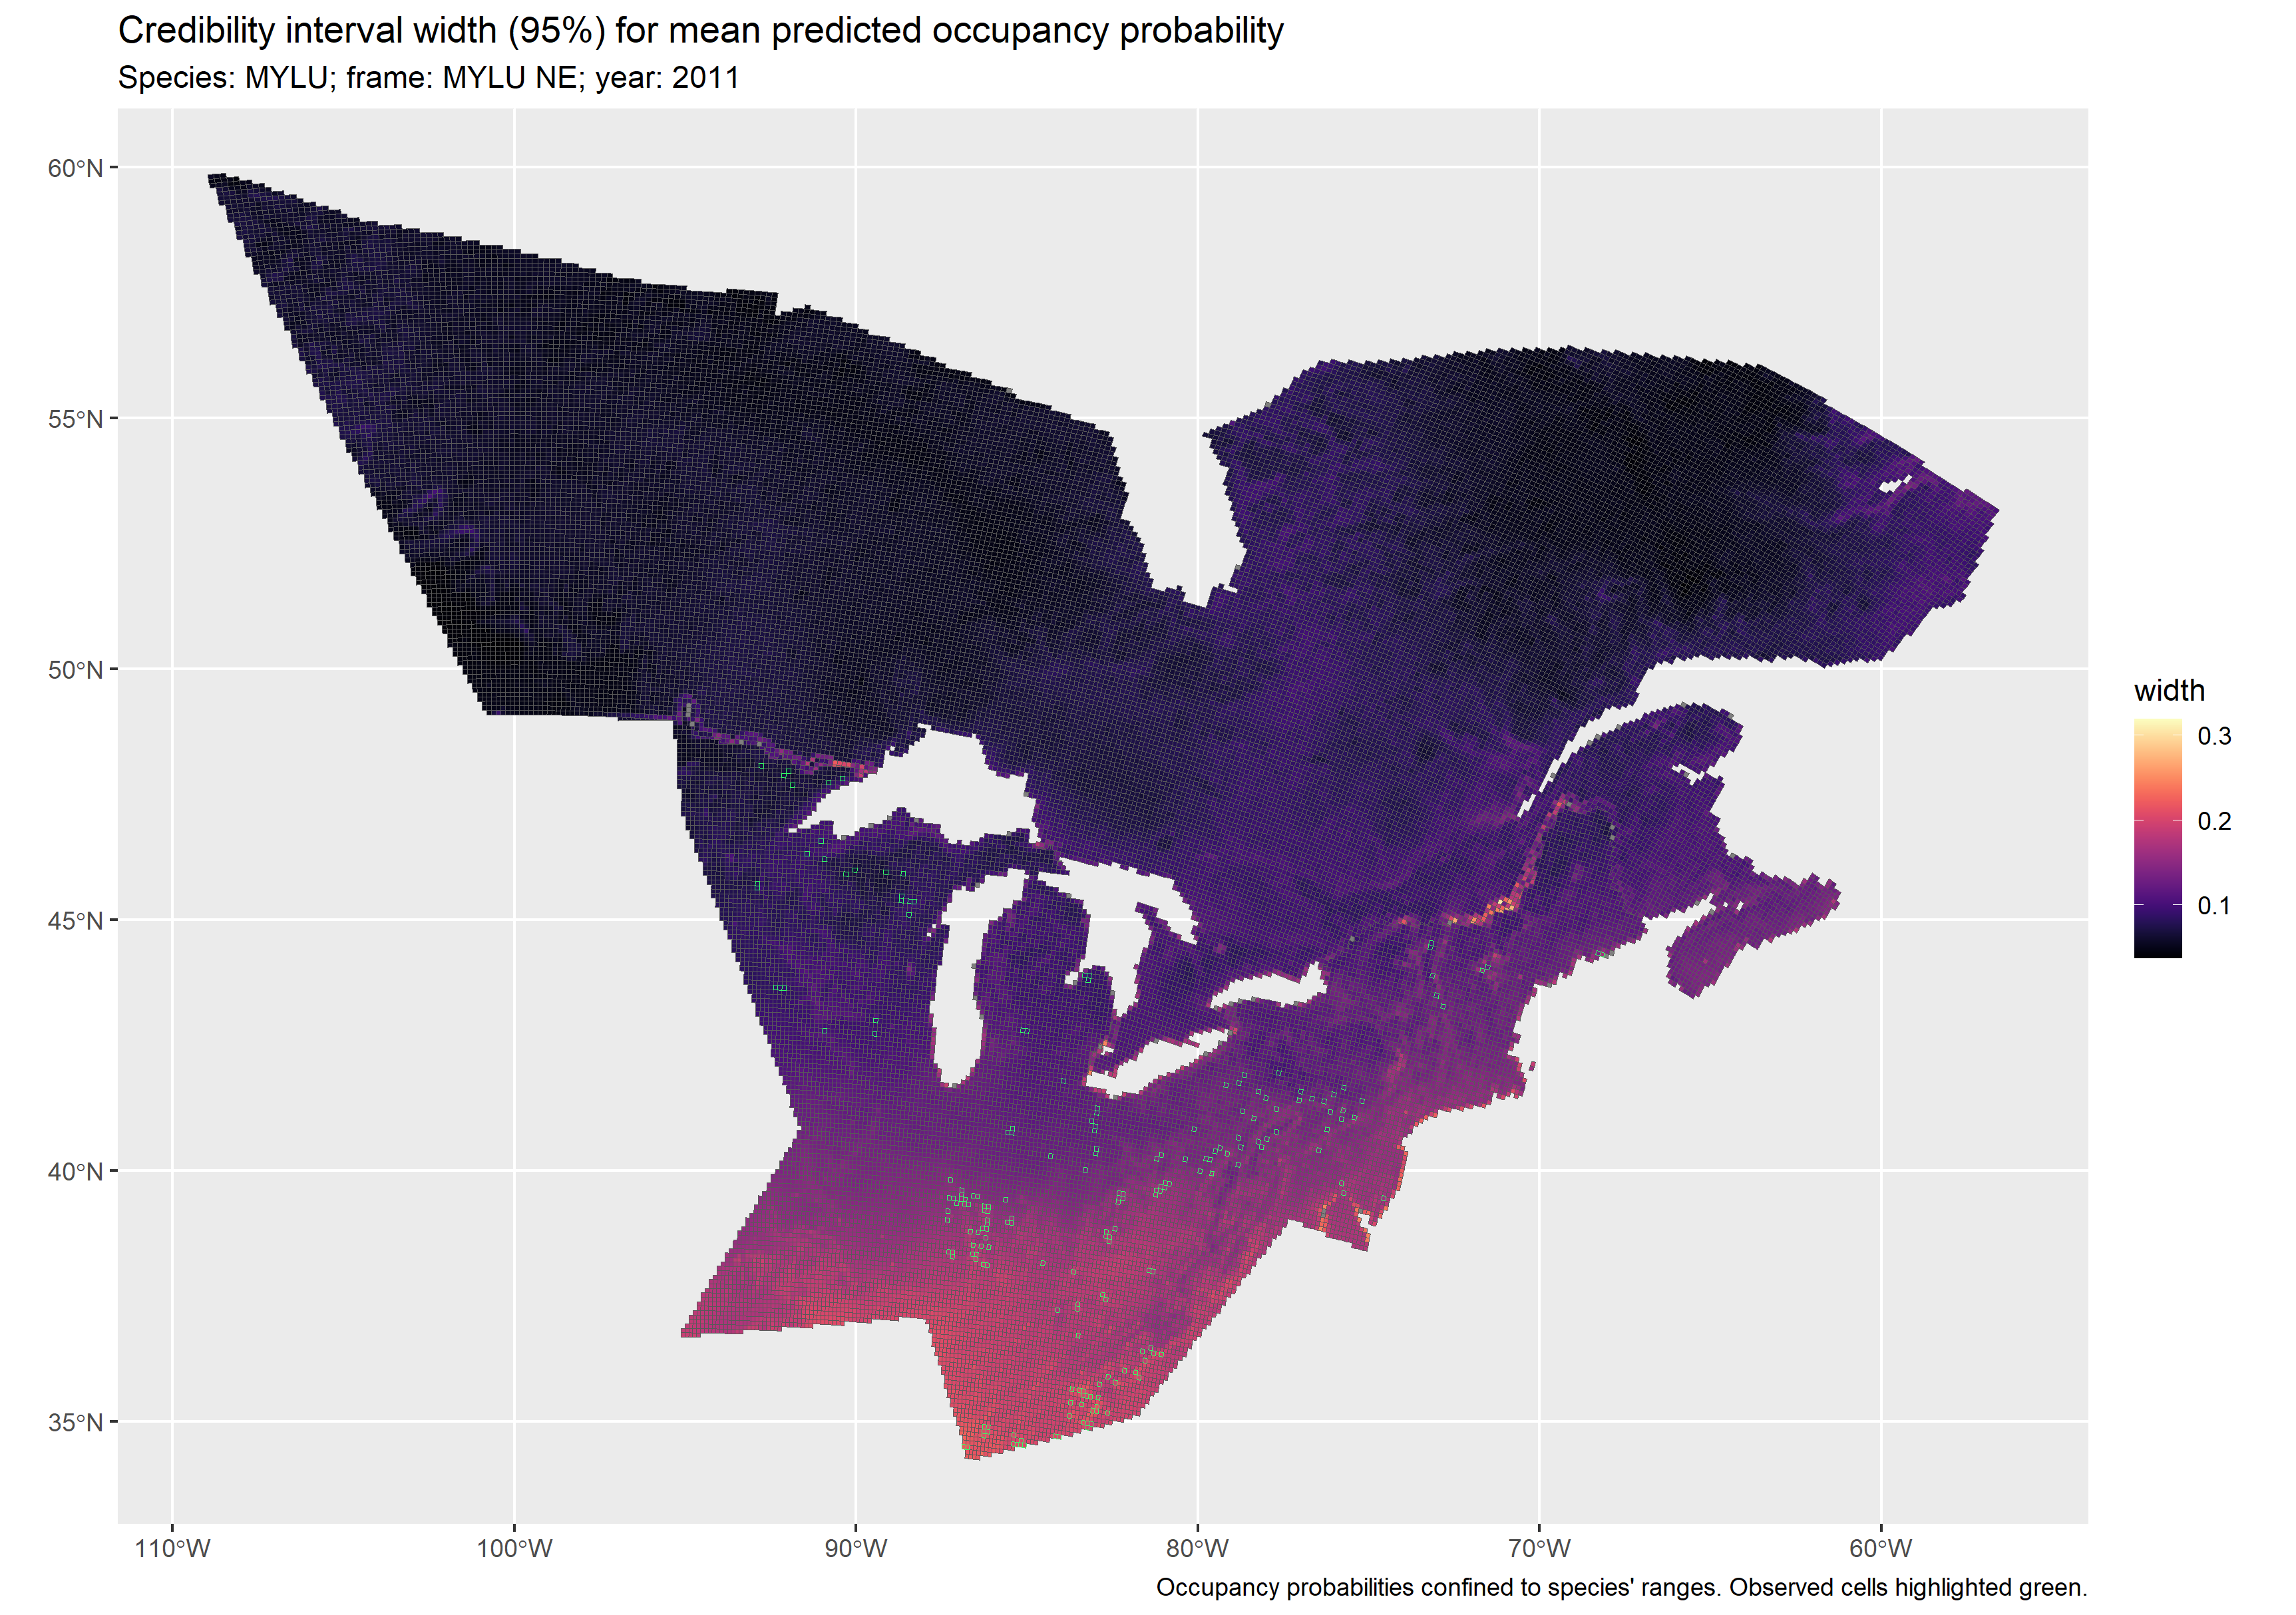 Credibility interval width (95%) for mean predicted occupancy probability
Species: MYLU; frame: MYLU NE; year: 2011
60°N
55°N
50°N
45°N
40°N
35°N
110°W
100°W
90°W
80°W
70°W
60°W
width
0.3
0.2
0.1
Occupancy probabilities confined to species' ranges. Observed cells highlighted green.